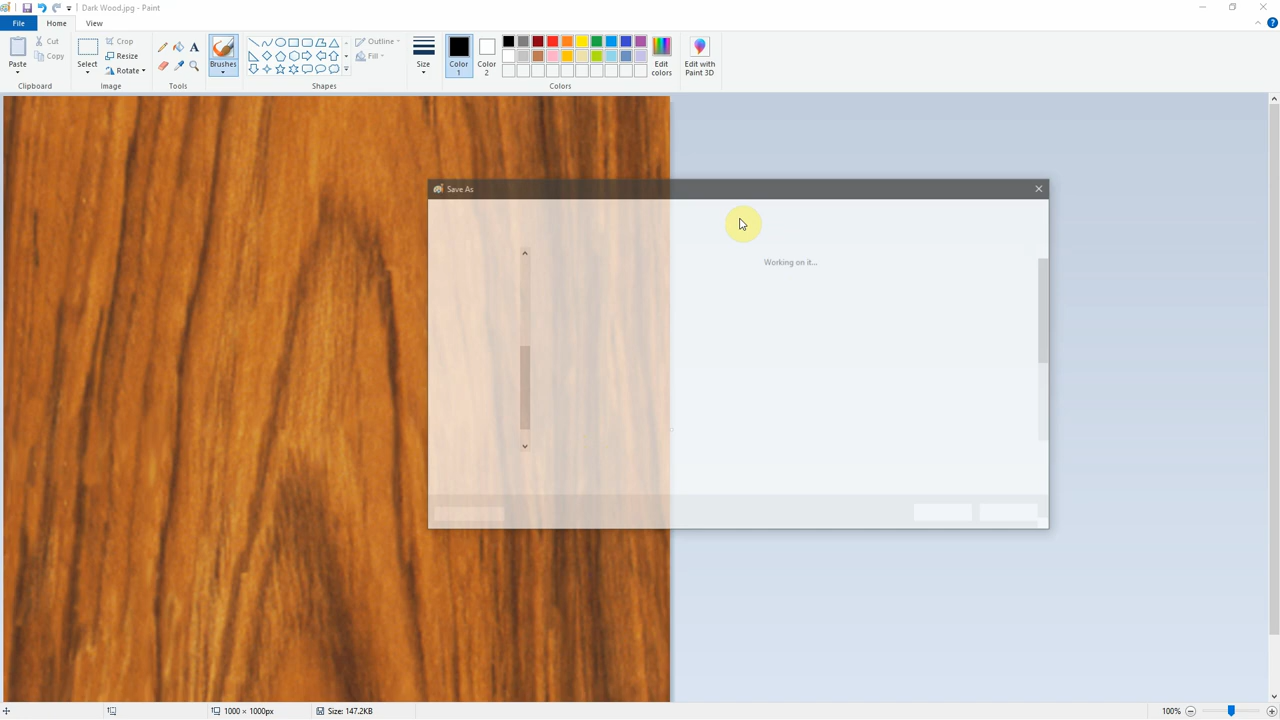 Dark Wood.jpg - Paint
File
Home
View
Paste
Cut
Copy
Clipboard
Select
Crop
Resize
Rotate
Image
A
Tools
Brushes
Outline
Fill
Shapes
Size
Color 1
Color 2
Edit colors
Colors
Edit with Paint 3D
Save As
Working on it...
1000 × 1000px
Size: 147.2KB
100%